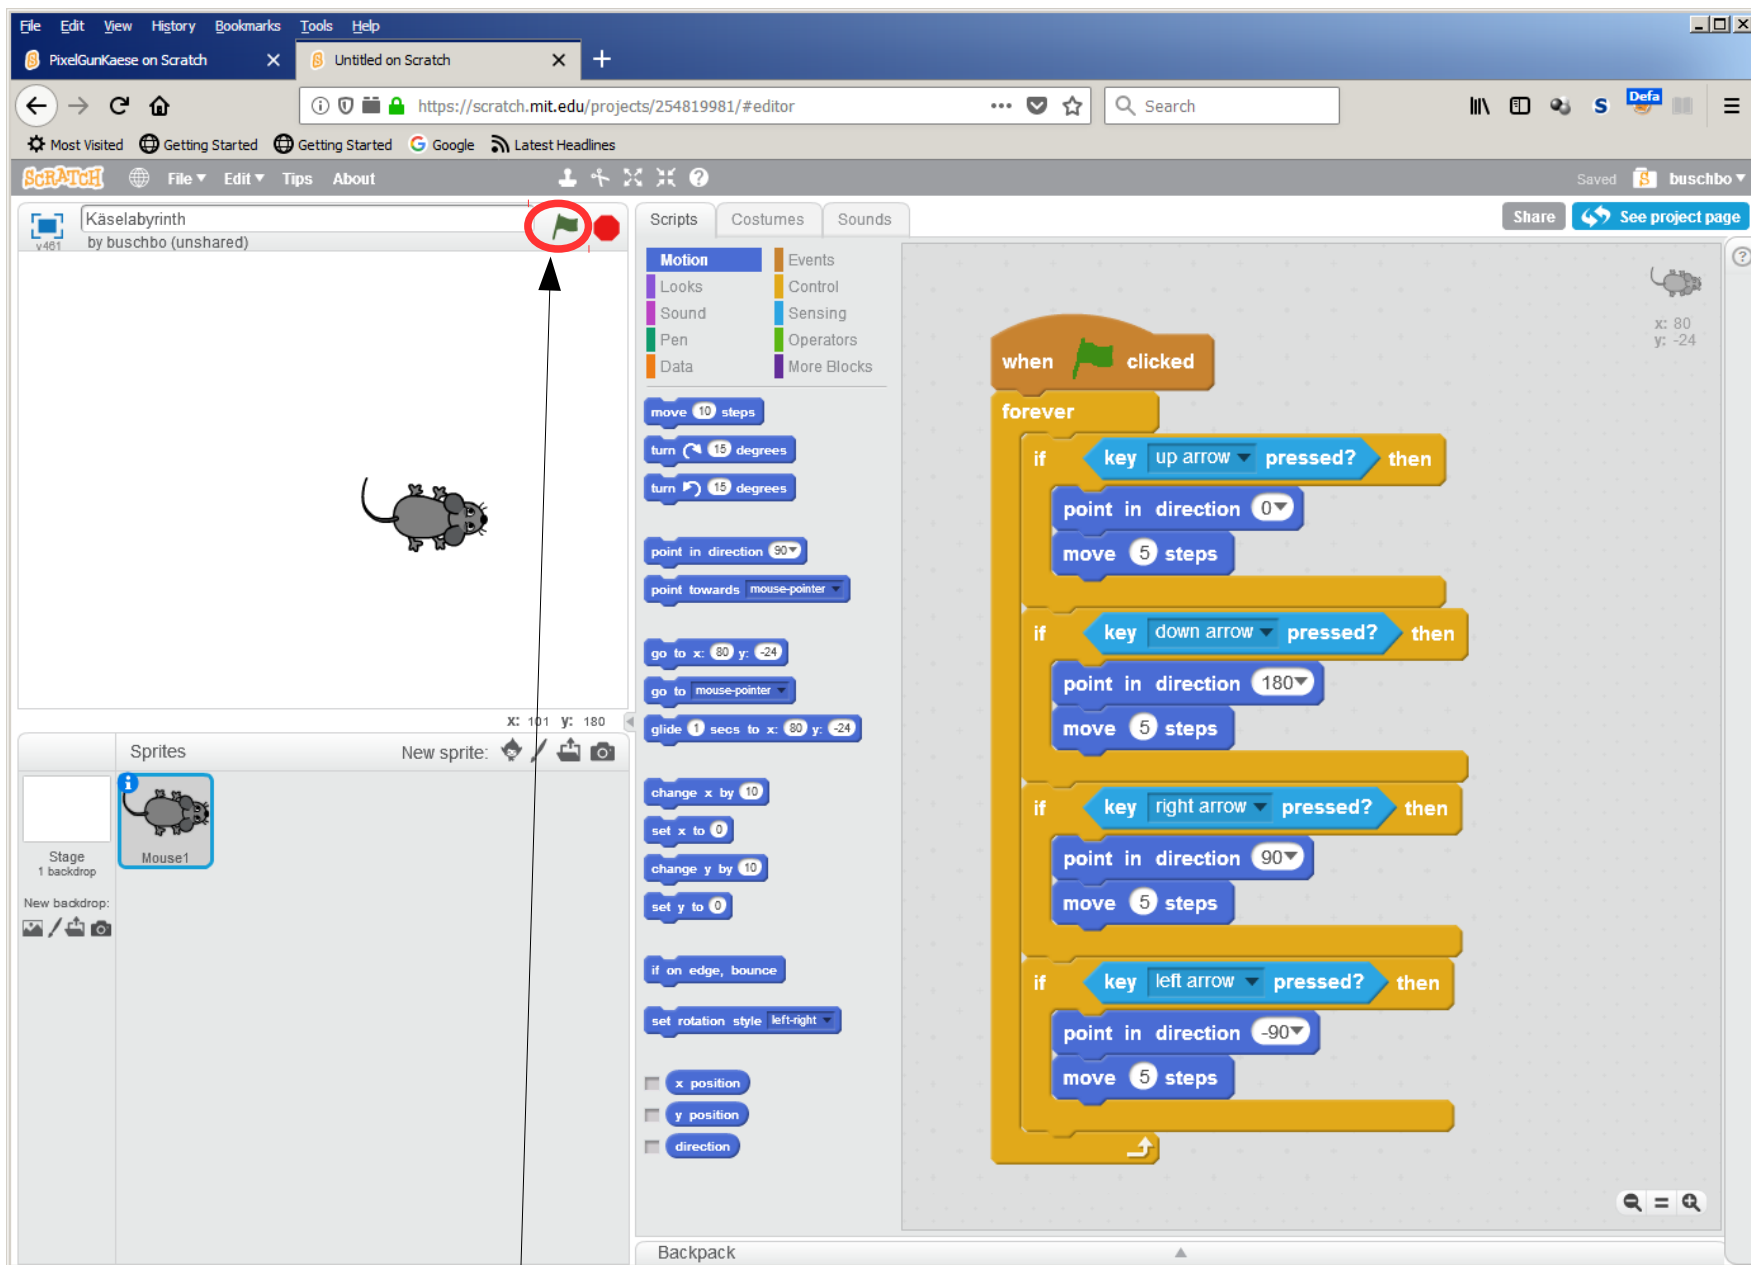 File Edit View History Bookmarks Tools Help
PixelGunKaese on Scratch
Untitled on Scratch
https://scratch.mit.edu/projects/254819981/#editor
Search
S
Defa
Most Visited Getting Started Getting Started Google Latest Headlines
SCRATCH File Edit Tips About
Saved buschbo
v461
Käselabyrinth
by buschbo (unshared)
Scripts Costumes Sounds
Share See project page
Motion Events
Looks Control
Sound Sensing
Pen Operators
Data More Blocks
move 10 steps
turn 15 degrees
turn 15 degrees
point in direction 90
point towards mouse-pointer
go to x: 80 y: -24
go to mouse-pointer
glide 1 secs to x: 80 y: -24
change x by 10
set x to 0
change y by 10
set y to 0
if on edge, bounce
set rotation style left-right
x position
y position
direction
x: 80
y: -24
when clicked
forever
if key up arrow pressed? then
point in direction 0
move 5 steps
if key down arrow pressed? then
point in direction 180
move 5 steps
if key right arrow pressed? then
point in direction 90
move 5 steps
if key left arrow pressed? then
point in direction -90
move 5 steps
X: 101 y: 180
Sprites New sprite:
Stage
1 backdrop
New backdrop:
Mouse1
Backpack